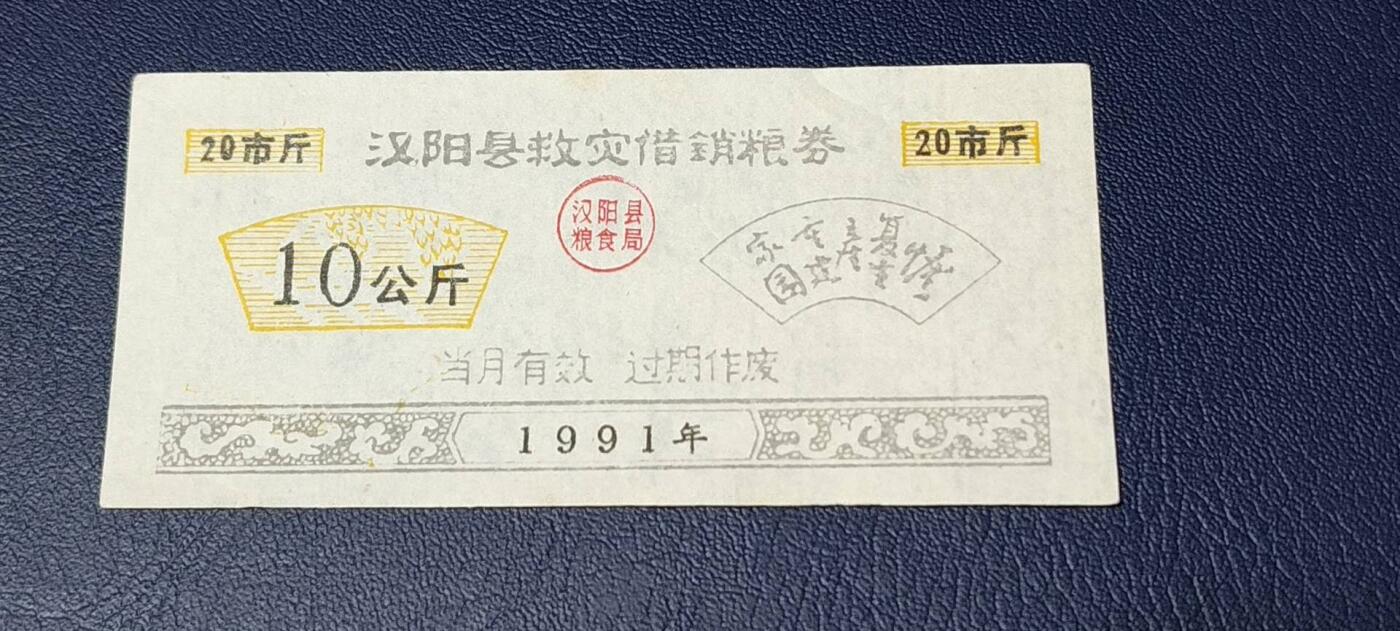 20市斤
汉阳县救灾借銷粮券
20市斤
汉阳县
粮食局
10公斤
当月有效 过期作废
1991年